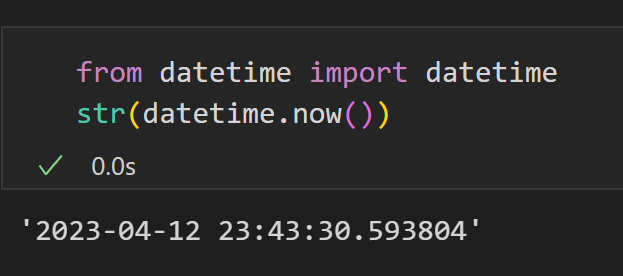 from datetime import datetime
str(datetime.now())
0.0s
'2023-04-12 23:43:30.593804'